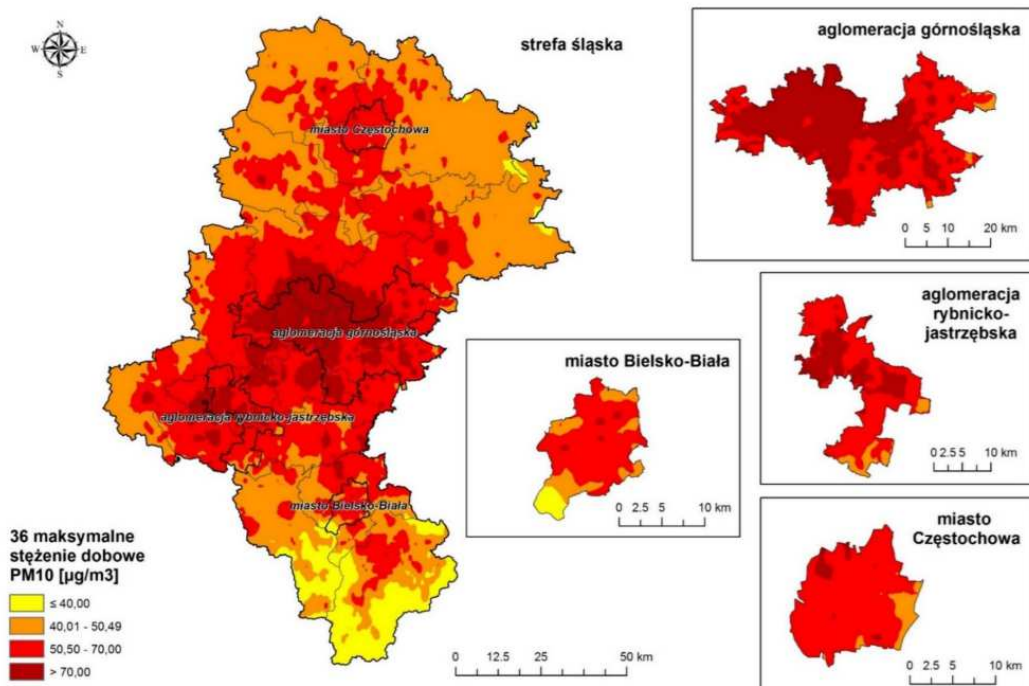 N
W E
S
strefa śląska
miasto Częstochowa
aglomeracja górnośląska
aglomeracja rybnicko-jastrzębska
miasto Bielsko-Biała
36 maksymalne
stężenie dobowe
PM10 [µg/m3]
≤ 40,00
40,01 - 50,49
50,50 - 70,00
> 70,00
0 12.5 25 50 km
aglomeracja górnośląska
0 5 10 20 km
miasto Bielsko-Biała
0 2.5 5 10 km
aglomeracja
rybnicko-
jastrzębska
0 2.5 5 10 km
miasto
Częstochowa
0 2.5 5 10 km